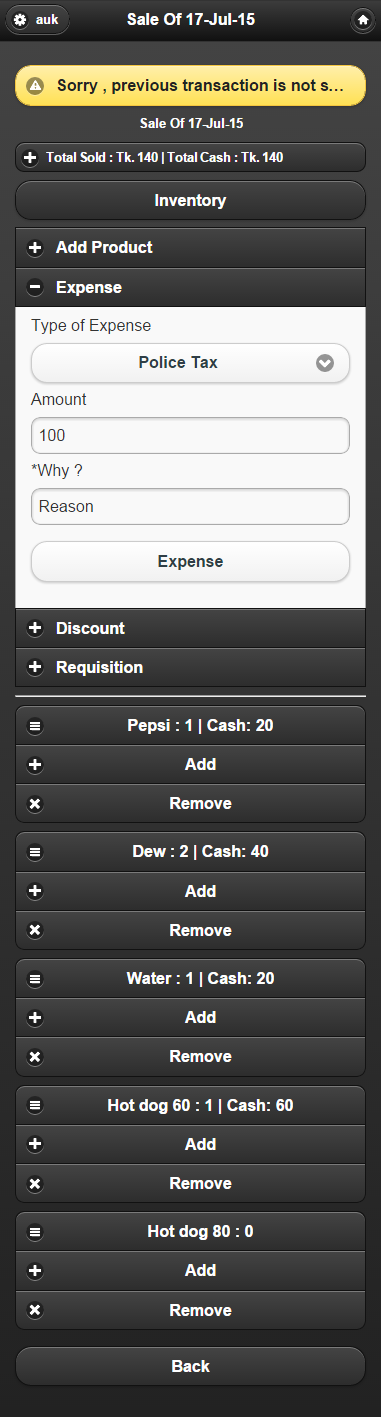 auk
Sale Of 17-Jul-15
Sorry , previous transaction is not s...
Sale Of 17-Jul-15
Total Sold : Tk. 140 | Total Cash : Tk. 140
Inventory
Add Product
Expense
Type of Expense
Police Tax
Amount
100
*Why ?
Reason
Expense
Discount
Requisition
Pepsi : 1 | Cash: 20
Add
Remove
Dew : 2 | Cash: 40
Add
Remove
Water : 1 | Cash: 20
Add
Remove
Hot dog 60 : 1 | Cash: 60
Add
Remove
Hot dog 80 : 0
Add
Remove
Back